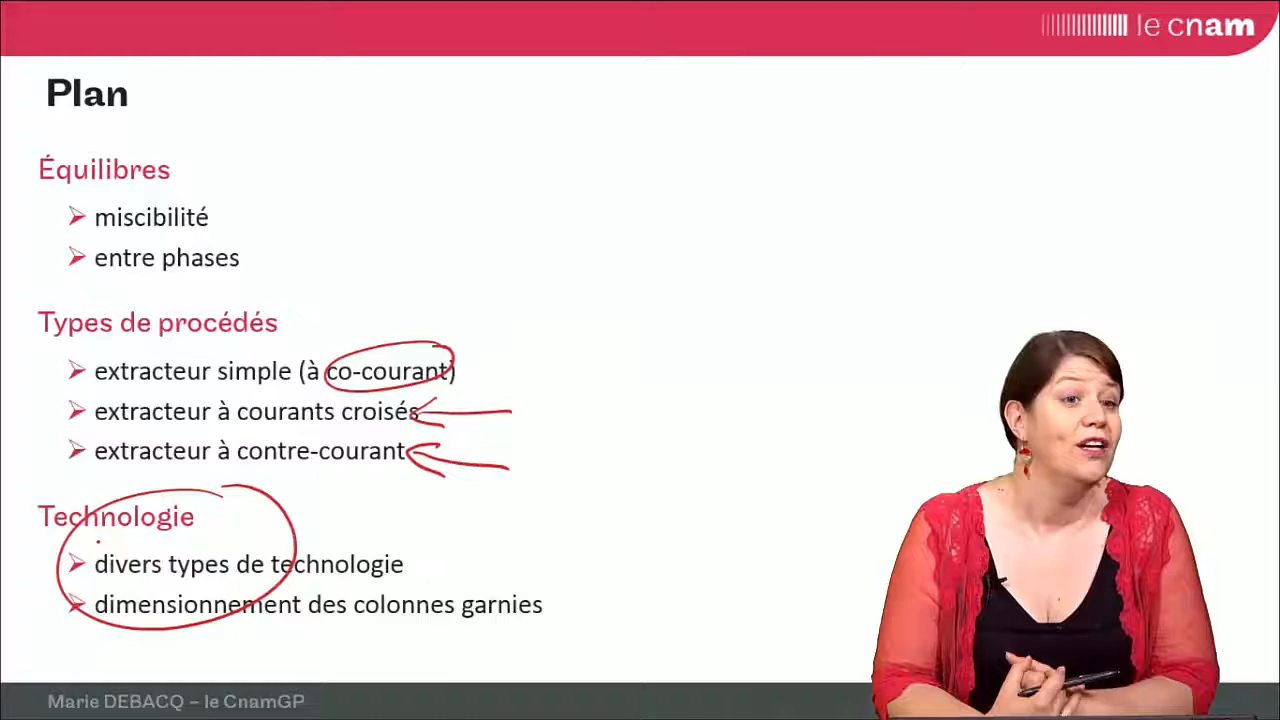 le cnam
Plan
Équilibres
➢ miscibilité
➢ entre phases
Types de procédés
➢ extracteur simple (à co-courant)
➢ extracteur à courants croisés
➢ extracteur à contre-courant
Technologie
➢ divers types de technologie
➢ dimensionnement des colonnes garnies
Marie DEBACQ – le CnamGP